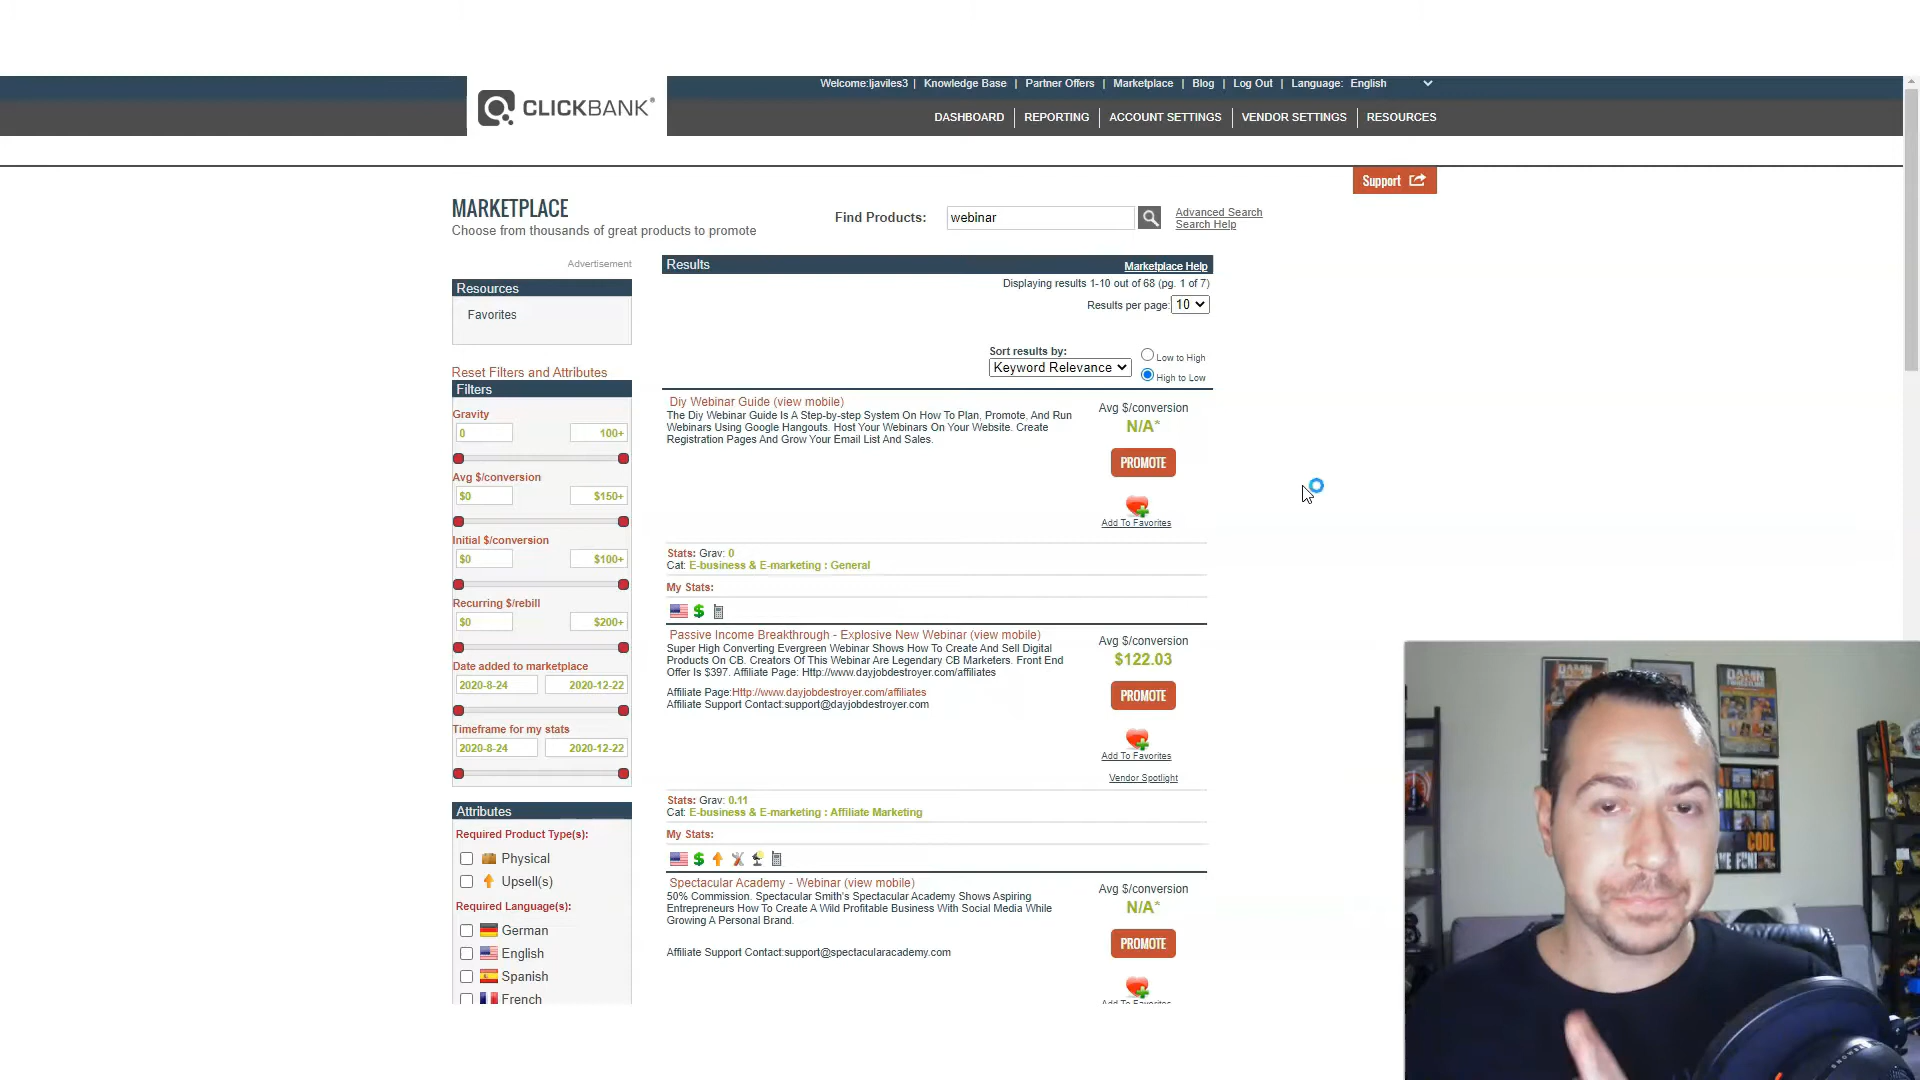 Welcome:ljaviles3 | Knowledge Base | Partner Offers | Marketplace | Blog | Log Out | Language: English
CLICKBANK®
DASHBOARD | REPORTING | ACCOUNT SETTINGS | VENDOR SETTINGS | RESOURCES
Support
MARKETPLACE
Choose from thousands of great products to promote
Find Products: webinar
Advanced Search
Search Help
Advertisement
Resources
Favorites
Reset Filters and Attributes
Filters
Gravity
0 100+
Avg $/conversion
$0 $150+
Initial $/conversion
$0 $100+
Recurring $/rebill
$0 $200+
Date added to marketplace
2020-8-24 2020-12-22
Timeframe for my stats
2020-8-24 2020-12-22
Attributes
Required Product Type(s):
Physical
Upsell(s)
Required Language(s):
German
English
Spanish
French
Results Marketplace Help
Displaying results 1-10 out of 68 (pg. 1 of 7)
Results per page: 10
Sort results by:
Keyword Relevance
Low to High
High to Low
Diy Webinar Guide (view mobile)
The Diy Webinar Guide Is A Step-by-step System On How To Plan, Promote, And Run
Webinars Using Google Hangouts. Host Your Webinars On Your Website. Create
Registration Pages And Grow Your Email List And Sales.
Avg $/conversion
N/A*
PROMOTE
Add To Favorites
Stats: Grav: 0
Cat: E-business & E-marketing : General
My Stats:
Passive Income Breakthrough - Explosive New Webinar (view mobile)
Super High Converting Evergreen Webinar Shows How To Create And Sell Digital
Products On CB. Creators Of This Webinar Are Legendary CB Marketers. Front End
Offer Is $397. Affiliate Page: Http://www.dayjobdestroyer.com/affiliates
Affiliate Page:Http://www.dayjobdestroyer.com/affiliates
Affiliate Support Contact:support@dayjobdestroyer.com
Avg $/conversion
$122.03
PROMOTE
Add To Favorites
Vendor Spotlight
Stats: Grav: 0.11
Cat: E-business & E-marketing : Affiliate Marketing
My Stats:
Spectacular Academy - Webinar (view mobile)
50% Commission. Spectacular Smith's Spectacular Academy Shows Aspiring
Entrepreneurs How To Create A Wild Profitable Business With Social Media While
Growing A Personal Brand.
Affiliate Support Contact:support@spectacularacademy.com
Avg $/conversion
N/A*
PROMOTE
Add To Favorites
DAMN
DAMN
HARD
COOL
HAVE FUN!